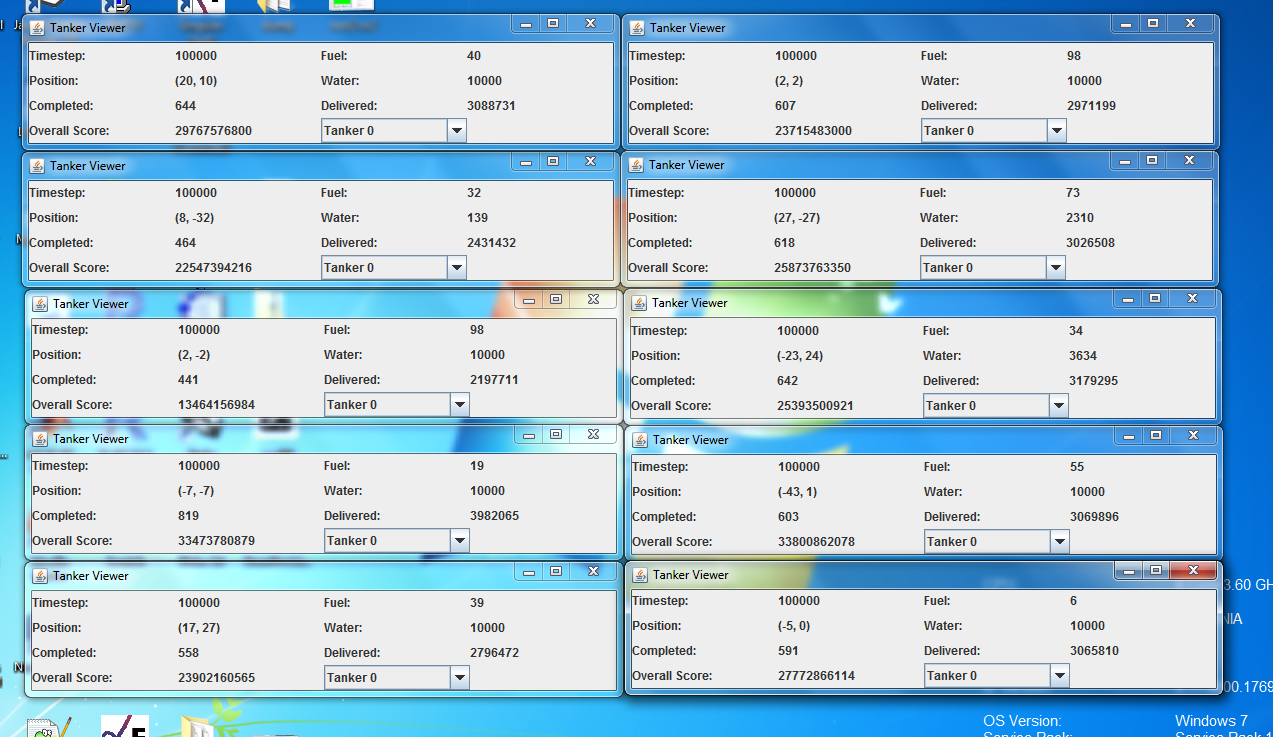 Tanker Viewer
Timestep: 100000 Fuel: 40
Position: (20, 10) Water: 10000
Completed: 644 Delivered: 3088731
Overall Score: 29767576800 Tanker 0
Tanker Viewer
Timestep: 100000 Fuel: 98
Position: (2, 2) Water: 10000
Completed: 607 Delivered: 2971199
Overall Score: 23715483000 Tanker 0
Tanker Viewer
Timestep: 100000 Fuel: 32
Position: (8, -32) Water: 139
Completed: 464 Delivered: 2431432
Overall Score: 22547394216 Tanker 0
Tanker Viewer
Timestep: 100000 Fuel: 73
Position: (27, -27) Water: 2310
Completed: 618 Delivered: 3026508
Overall Score: 25873763350 Tanker 0
Tanker Viewer
Timestep: 100000 Fuel: 98
Position: (2, -2) Water: 10000
Completed: 441 Delivered: 2197711
Overall Score: 13464156984 Tanker 0
Tanker Viewer
Timestep: 100000 Fuel: 34
Position: (-23, 24) Water: 3634
Completed: 642 Delivered: 3179295
Overall Score: 25393500921 Tanker 0
Tanker Viewer
Timestep: 100000 Fuel: 19
Position: (-7, -7) Water: 10000
Completed: 819 Delivered: 3982065
Overall Score: 33473780879 Tanker 0
Tanker Viewer
Timestep: 100000 Fuel: 55
Position: (-43, 1) Water: 10000
Completed: 603 Delivered: 3069896
Overall Score: 33800862078 Tanker 0
Tanker Viewer
Timestep: 100000 Fuel: 39
Position: (17, 27) Water: 10000
Completed: 558 Delivered: 2796472
Overall Score: 23902160565 Tanker 0
Tanker Viewer
Timestep: 100000 Fuel: 6
Position: (-5, 0) Water: 10000
Completed: 591 Delivered: 3065810
Overall Score: 27772866114 Tanker 0
3.60 GH
NIA
00.1769
OS Version: Windows 7
Service Pack: Service Pack 1